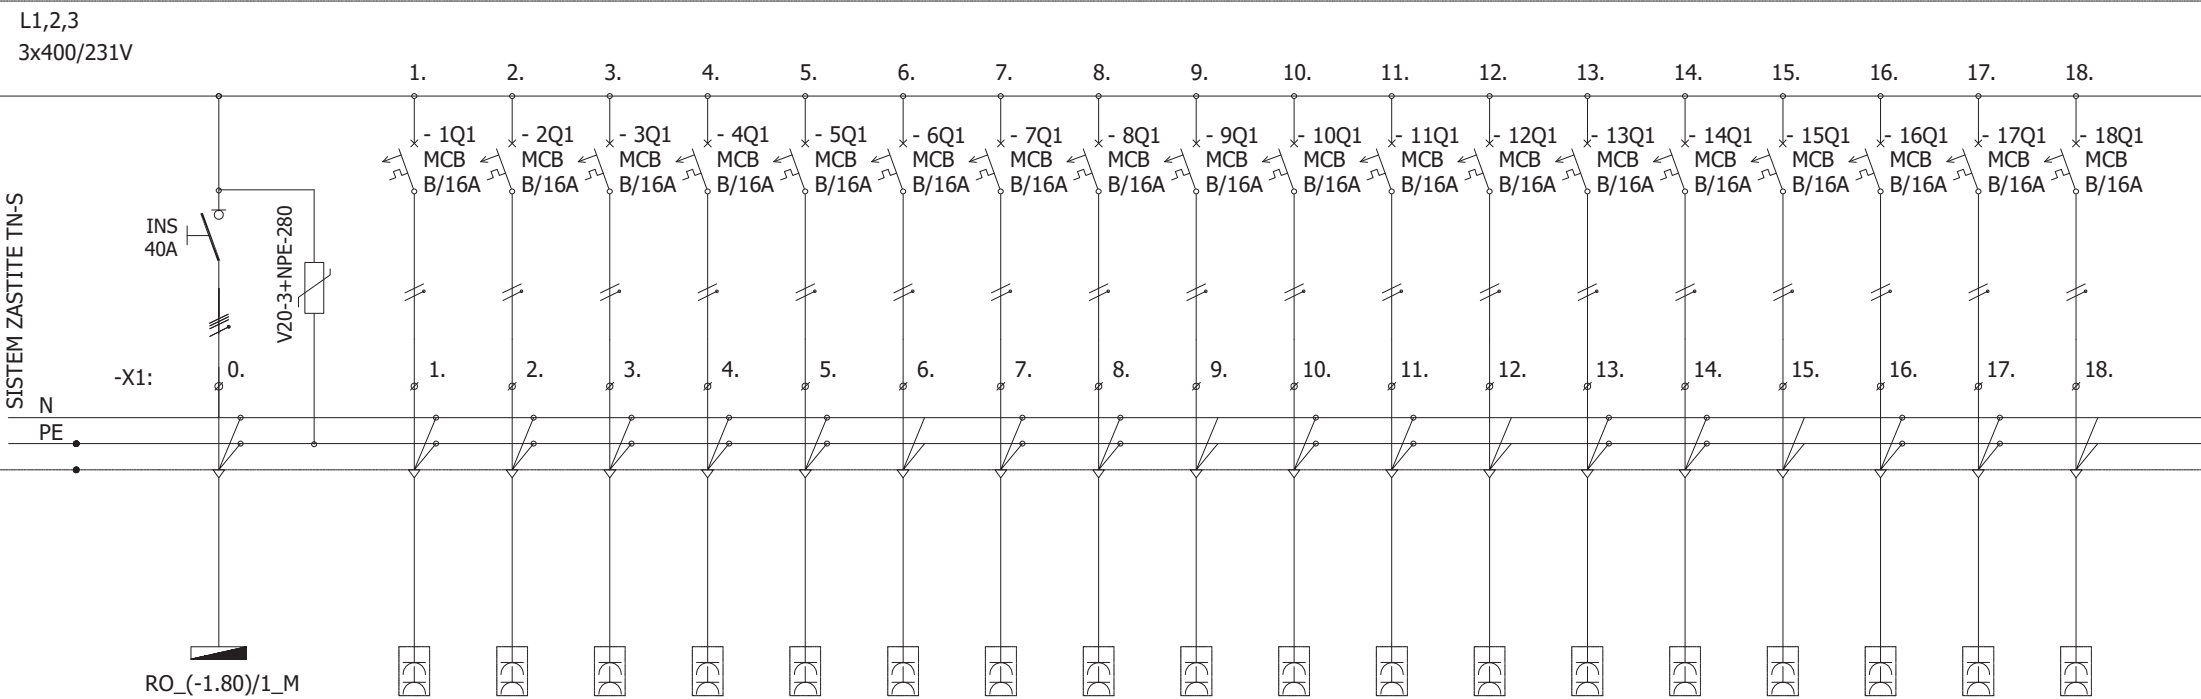 L1,2,3
3x400/231V
1. 2. 3. 4. 5. 6. 7. 8. 9. 10. 11. 12. 13. 14. 15. 16. 17. 18.
- 1Q1 - 2Q1 - 3Q1 - 4Q1 - 5Q1 - 6Q1 - 7Q1 - 8Q1 - 9Q1 - 10Q1 - 11Q1 - 12Q1 - 13Q1 - 14Q1 - 15Q1 - 16Q1 - 17Q1 - 18Q1
MCB MCB MCB MCB MCB MCB MCB MCB MCB MCB MCB MCB MCB MCB MCB MCB MCB MCB
B/16A B/16A B/16A B/16A B/16A B/16A B/16A B/16A B/16A B/16A B/16A B/16A B/16A B/16A B/16A B/16A B/16A B/16A
SISTEM ZASTITE TN-S
INS
40A
V20-3+NPE-280
-X1: 0. 1. 2. 3. 4. 5. 6. 7. 8. 9. 10. 11. 12. 13. 14. 15. 16. 17. 18.
N
PE
RO_(-1.80)/1_M